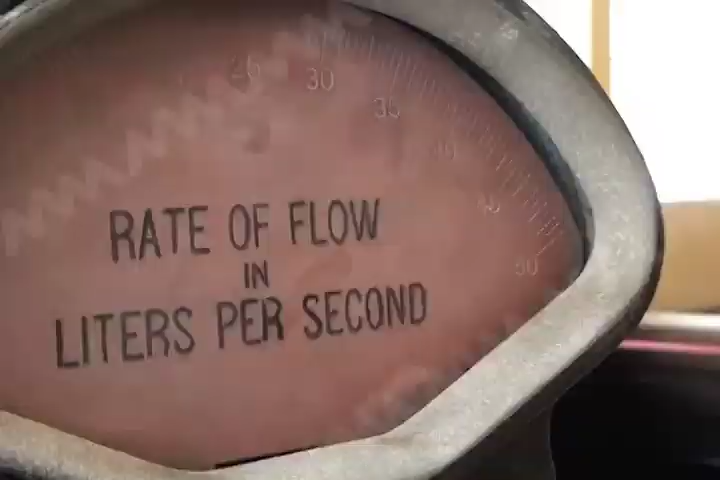 30
35
50
RATE OF FLOW
IN
LITERS PER SECOND